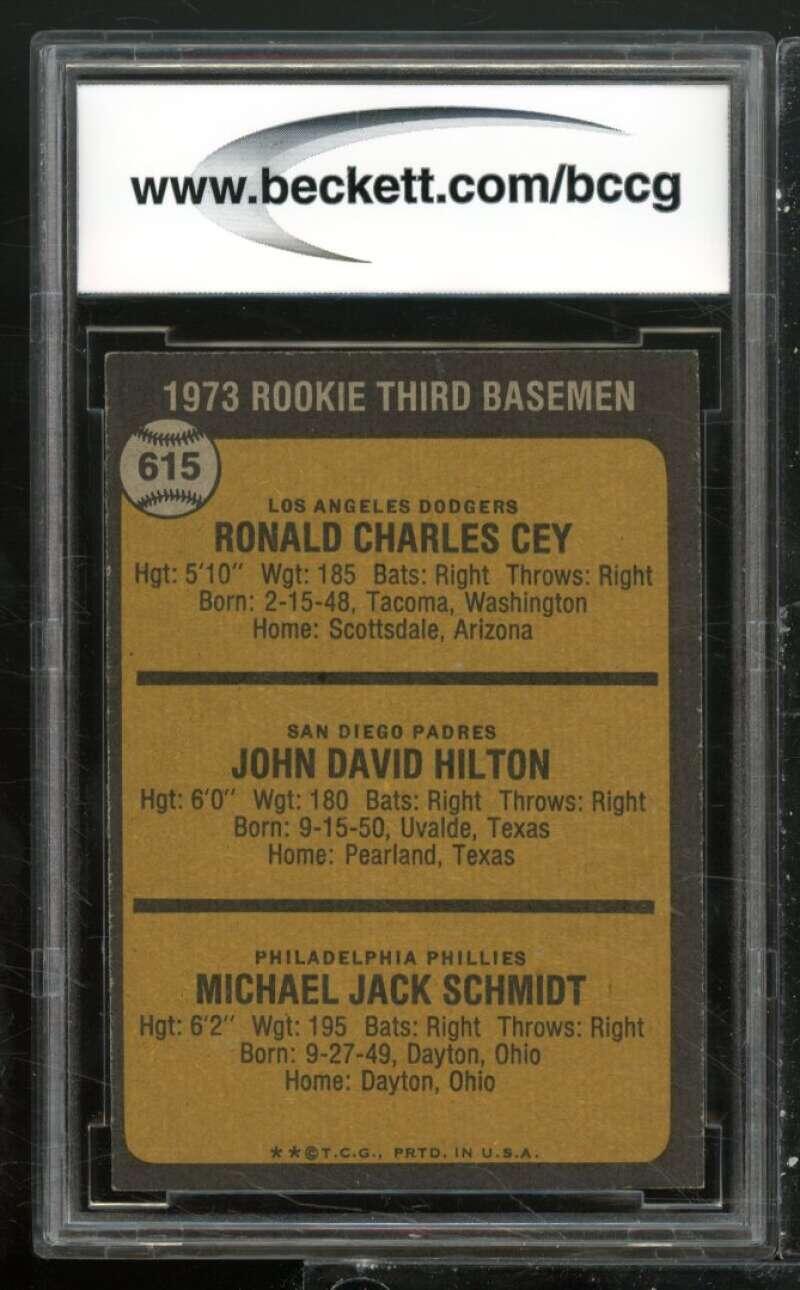 www.beckett.com/bccg
1973 ROOKIE THIRD BASEMEN
615
LOS ANGELES DODGERS
RONALD CHARLES CEY
Hgt: 5'10" Wgt: 185 Bats: Right Throws: Right
Born: 2-15-48, Tacoma, Washington
Home: Scottsdale, Arizona
SAN DIEGO PADRES
JOHN DAVID HILTON
Hgt: 6'0" Wgt: 180 Bats: Right Throws: Right
Born: 9-15-50, Uvalde, Texas
Home: Pearland, Texas
PHILADELPHIA PHILLIES
MICHAEL JACK SCHMIDT
Hgt: 6'2" Wgt: 195 Bats: Right Throws: Right
Born: 9-27-49, Dayton, Ohio
Home: Dayton, Ohio
**©T.C.G., PRTD. IN U.S.A.